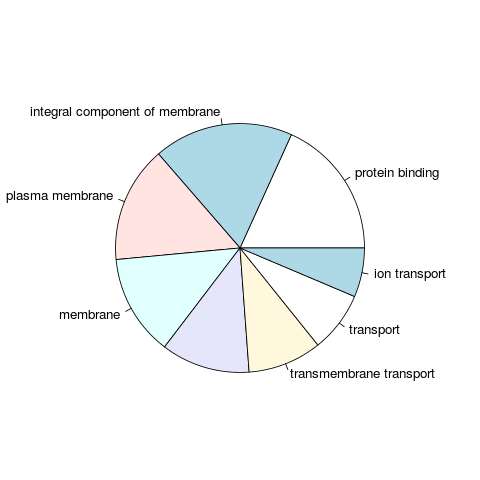 integral component of membrane
protein binding
plasma membrane
ion transport
membrane
transport
transmembrane transport